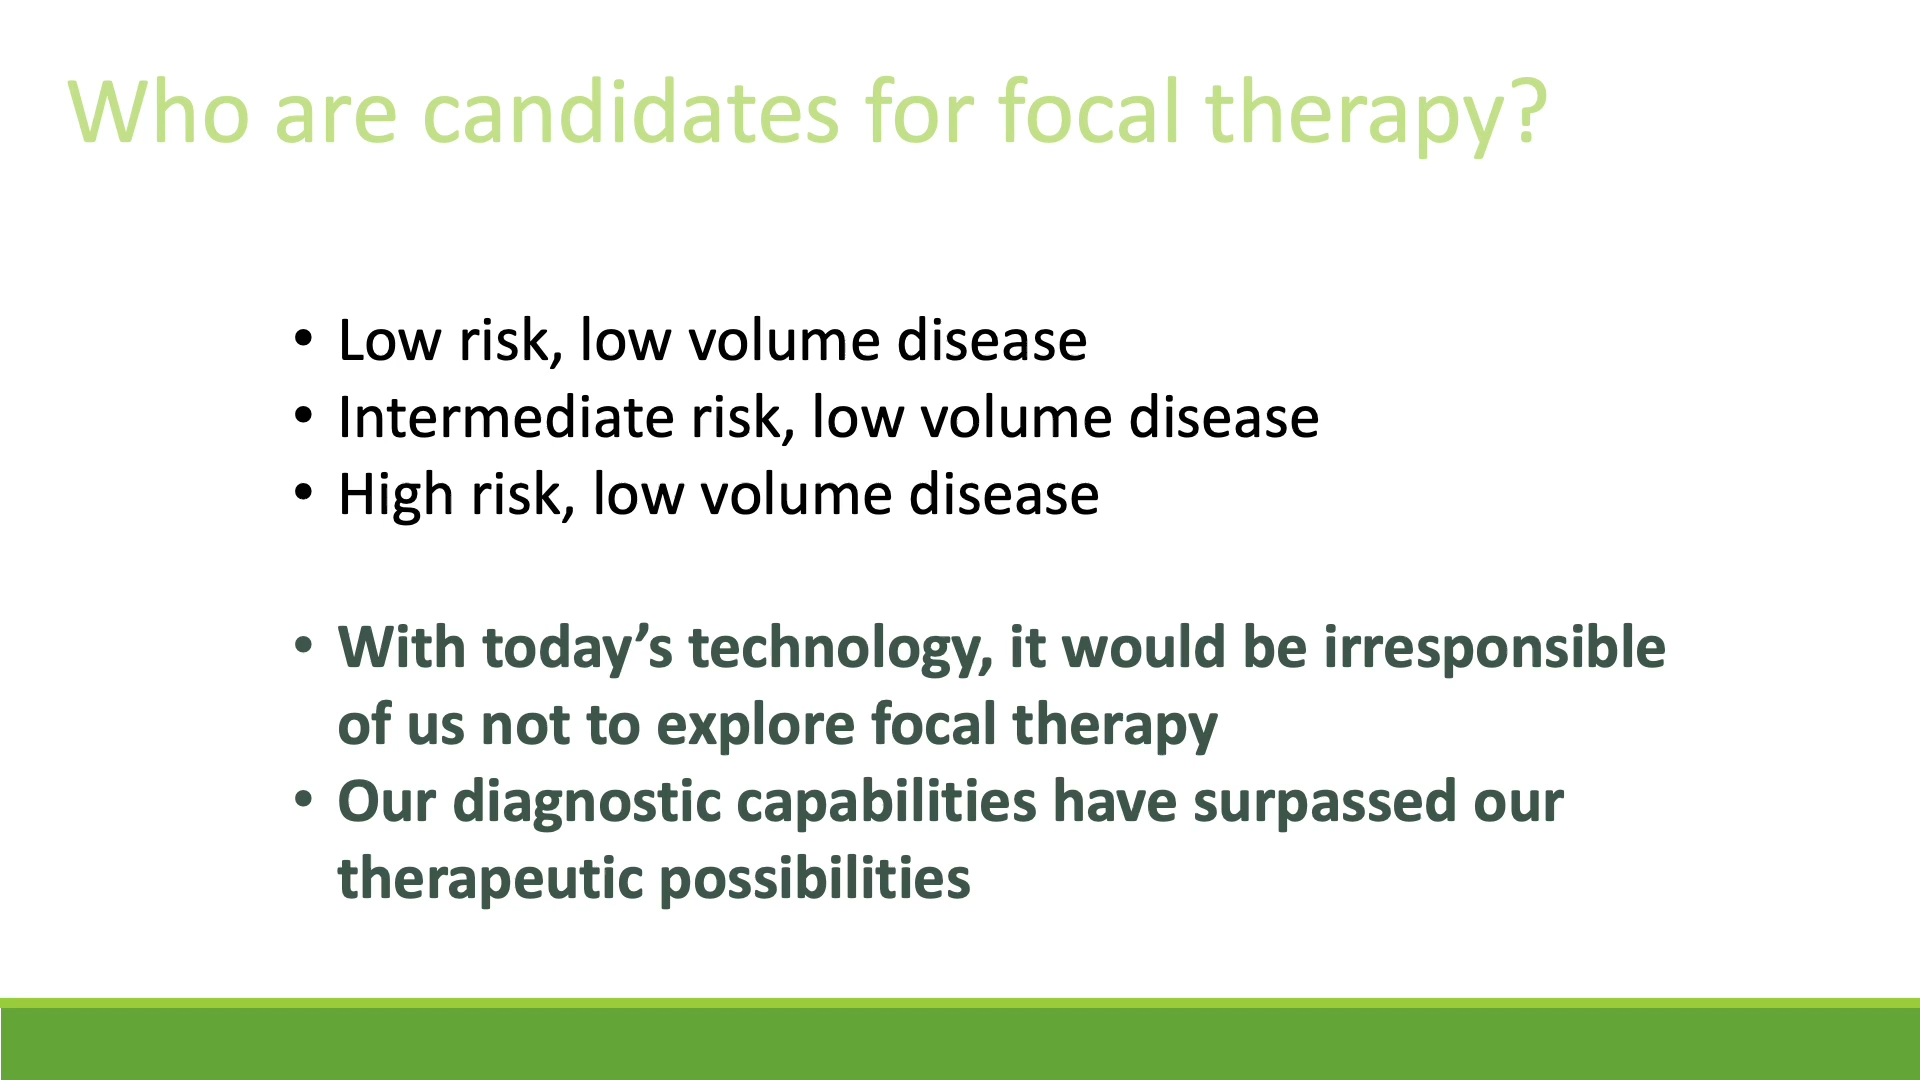 Who are candidates for focal therapy?
• Low risk, low volume disease
• Intermediate risk, low volume disease
• High risk, low volume disease
• With today’s technology, it would be irresponsible
of us not to explore focal therapy
• Our diagnostic capabilities have surpassed our
therapeutic possibilities